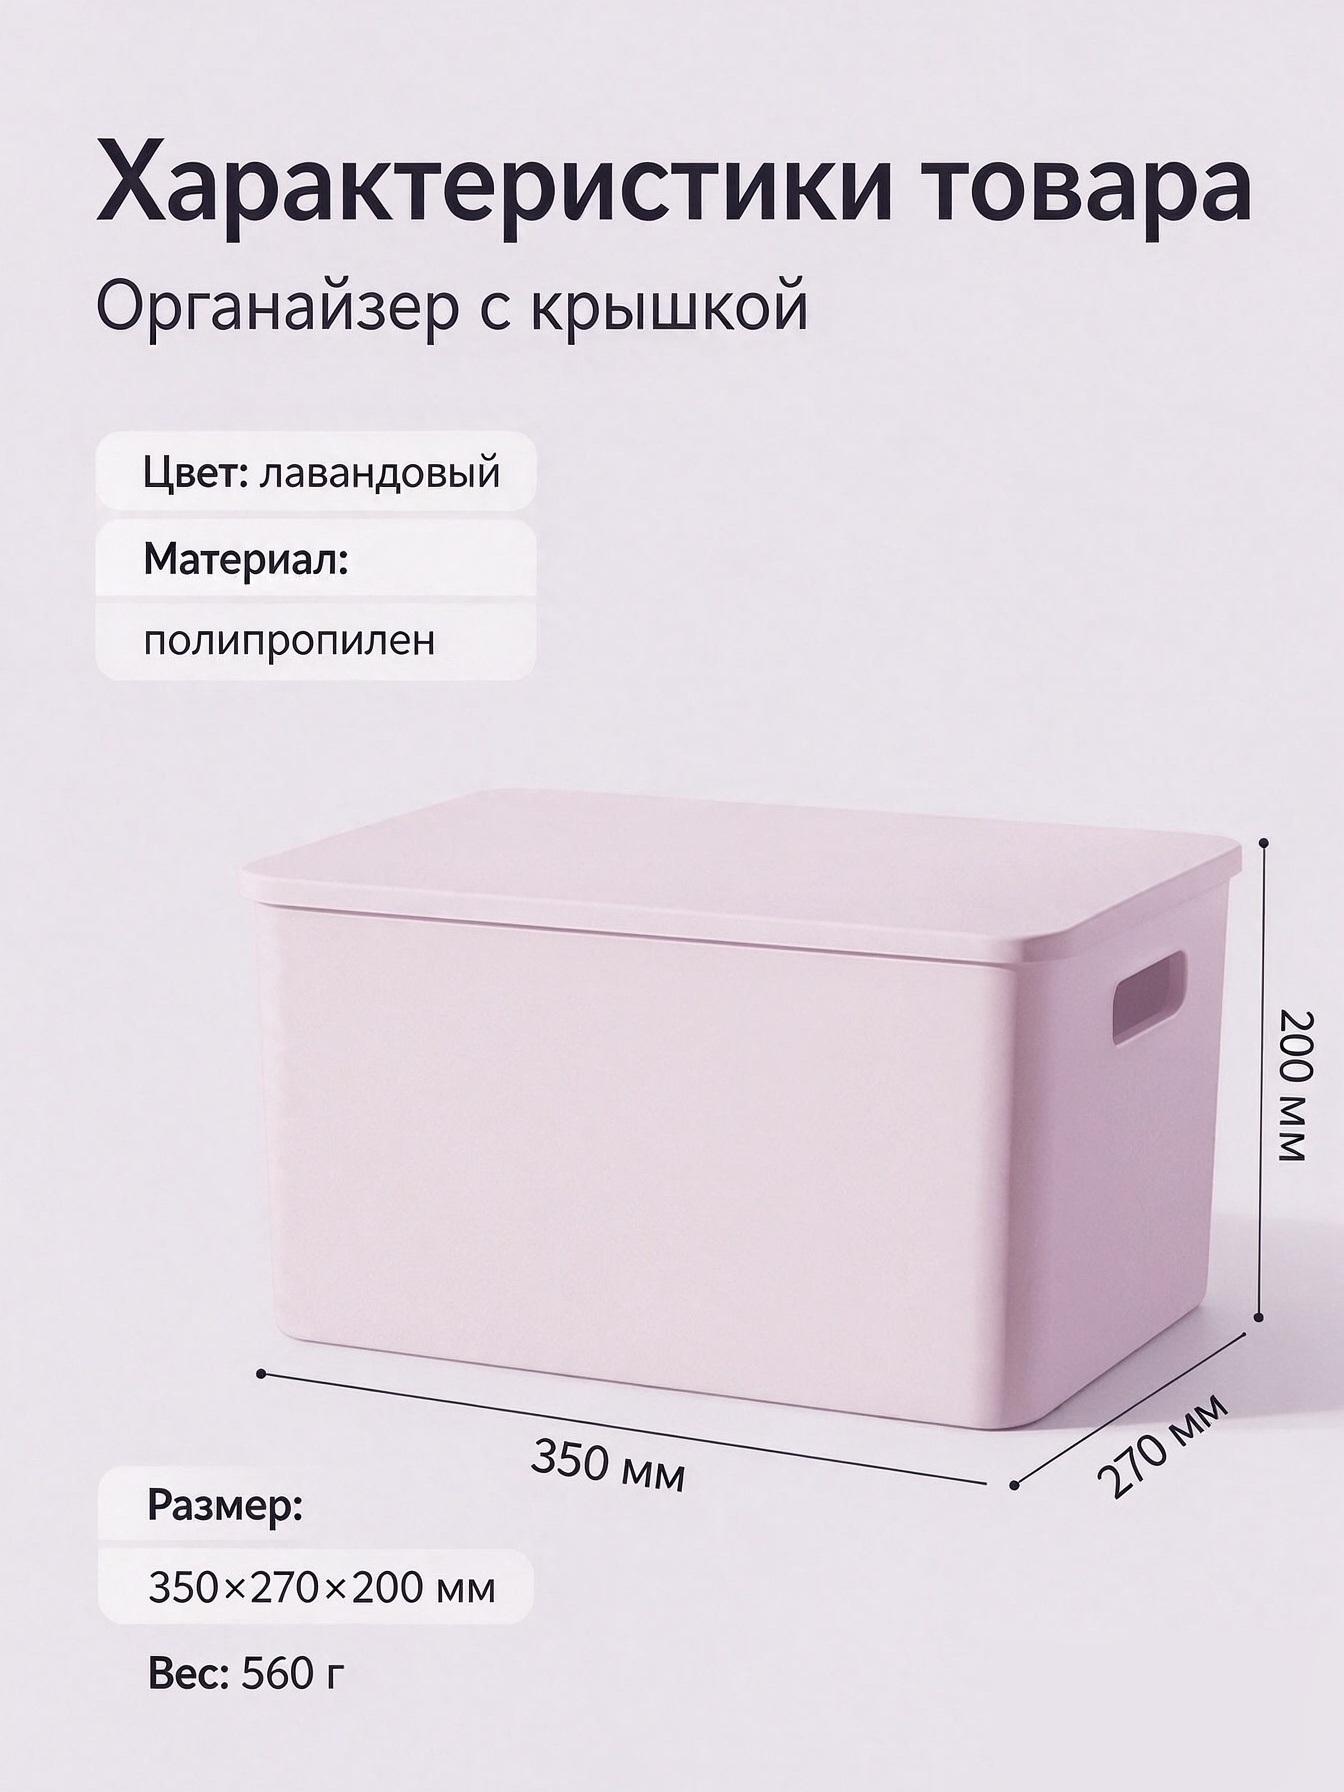 Характеристики товара
Органайзер с крышкой
Цвет: лавандовый
Материал:
полипропилен
200 мм
350 мм
270 мм
Размер:
350×270×200 мм
Вес: 560 г